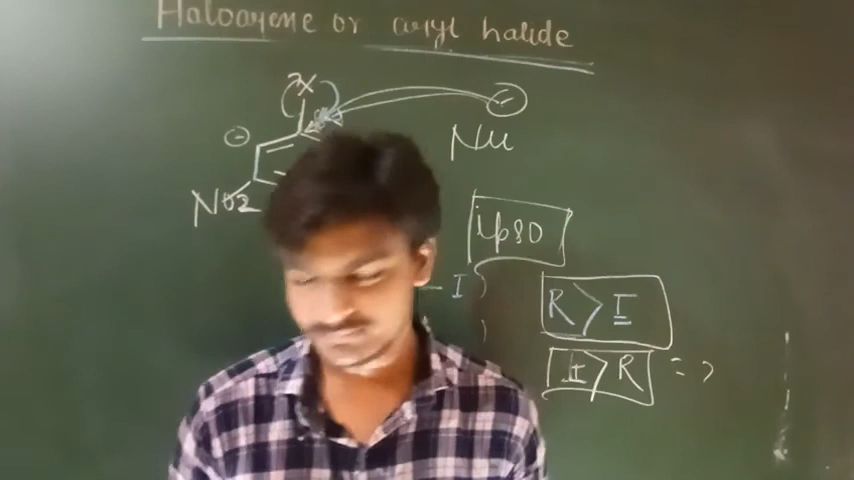 Haloarene or aryl halide
X
Nu
NO2
ipso
- I
R > I
I > R =>